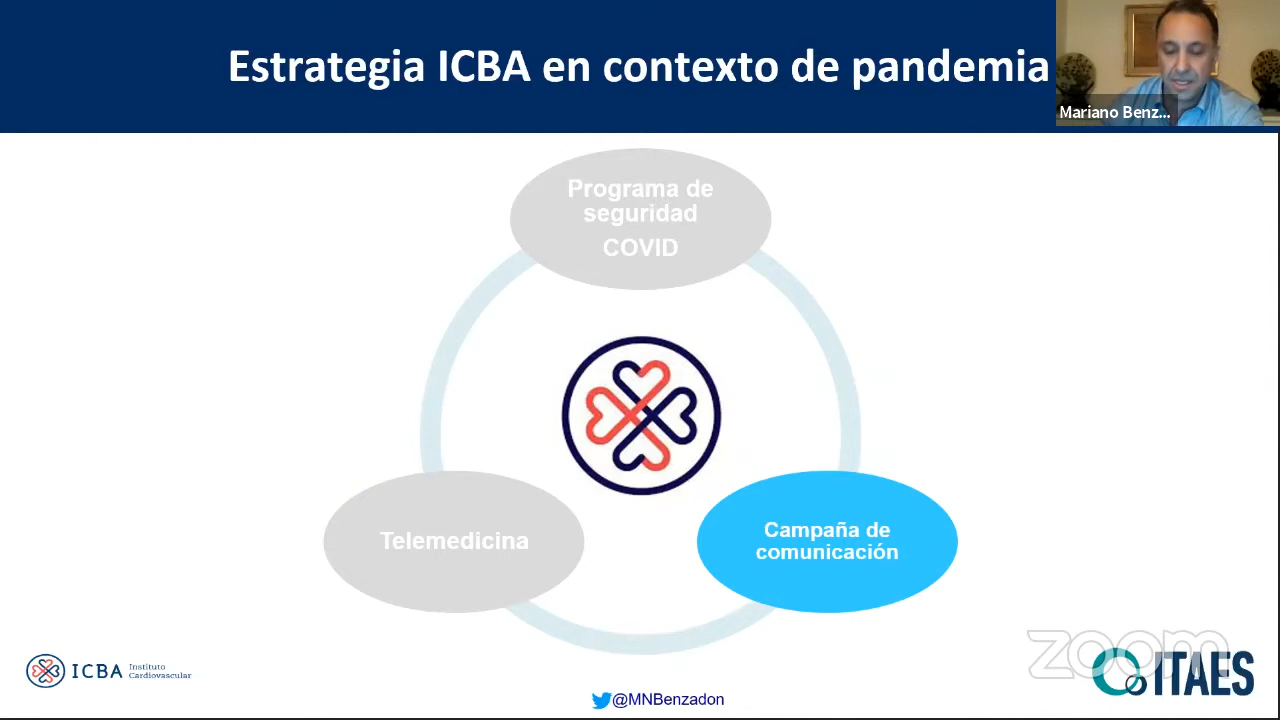 Estrategia ICBA en contexto de pandemia
Mariano Benz...
Programa de
seguridad
COVID
Telemedicina
Campaña de
comunicación
ICBA
Instituto
Cardiovascular
@MNBenzadon
zoom
ITAES